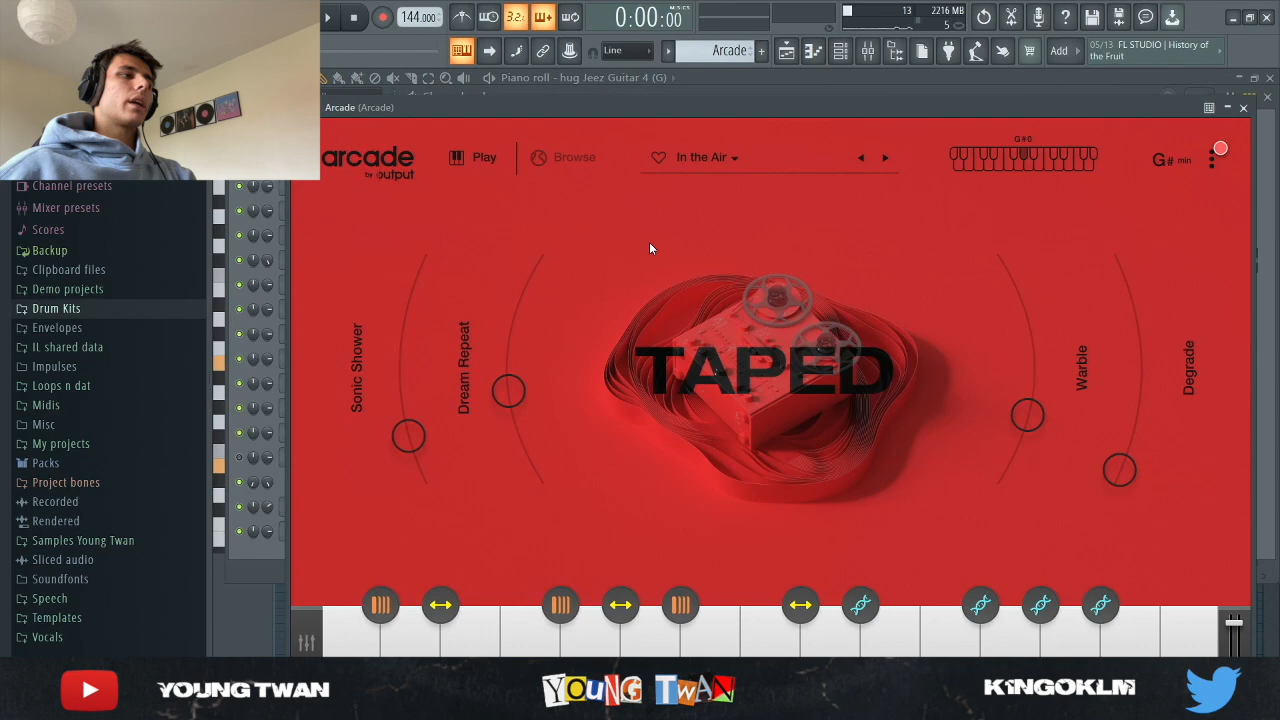 144.000
3.2.
0:00:00
M:S:CS
13
2216 MB
5
Line
Arcade
Add
05/13 FL STUDIO | History of
the Fruit
Piano roll - hug Jeez Guitar 4 (G)
Arcade (Arcade)
arcade
by output
Play
Browse
In the Air
G#0
G# min
Channel presets
Mixer presets
Scores
Backup
Clipboard files
Demo projects
Drum Kits
Envelopes
IL shared data
Impulses
Loops n dat
Midis
Misc
My projects
Packs
Project bones
Recorded
Rendered
Samples Young Twan
Sliced audio
Soundfonts
Speech
Templates
Vocals
Sonic Shower
Dream Repeat
TAPED
Warble
Degrade
YOUNG TWAN
YOUNG TWAN
K1NGOKLM